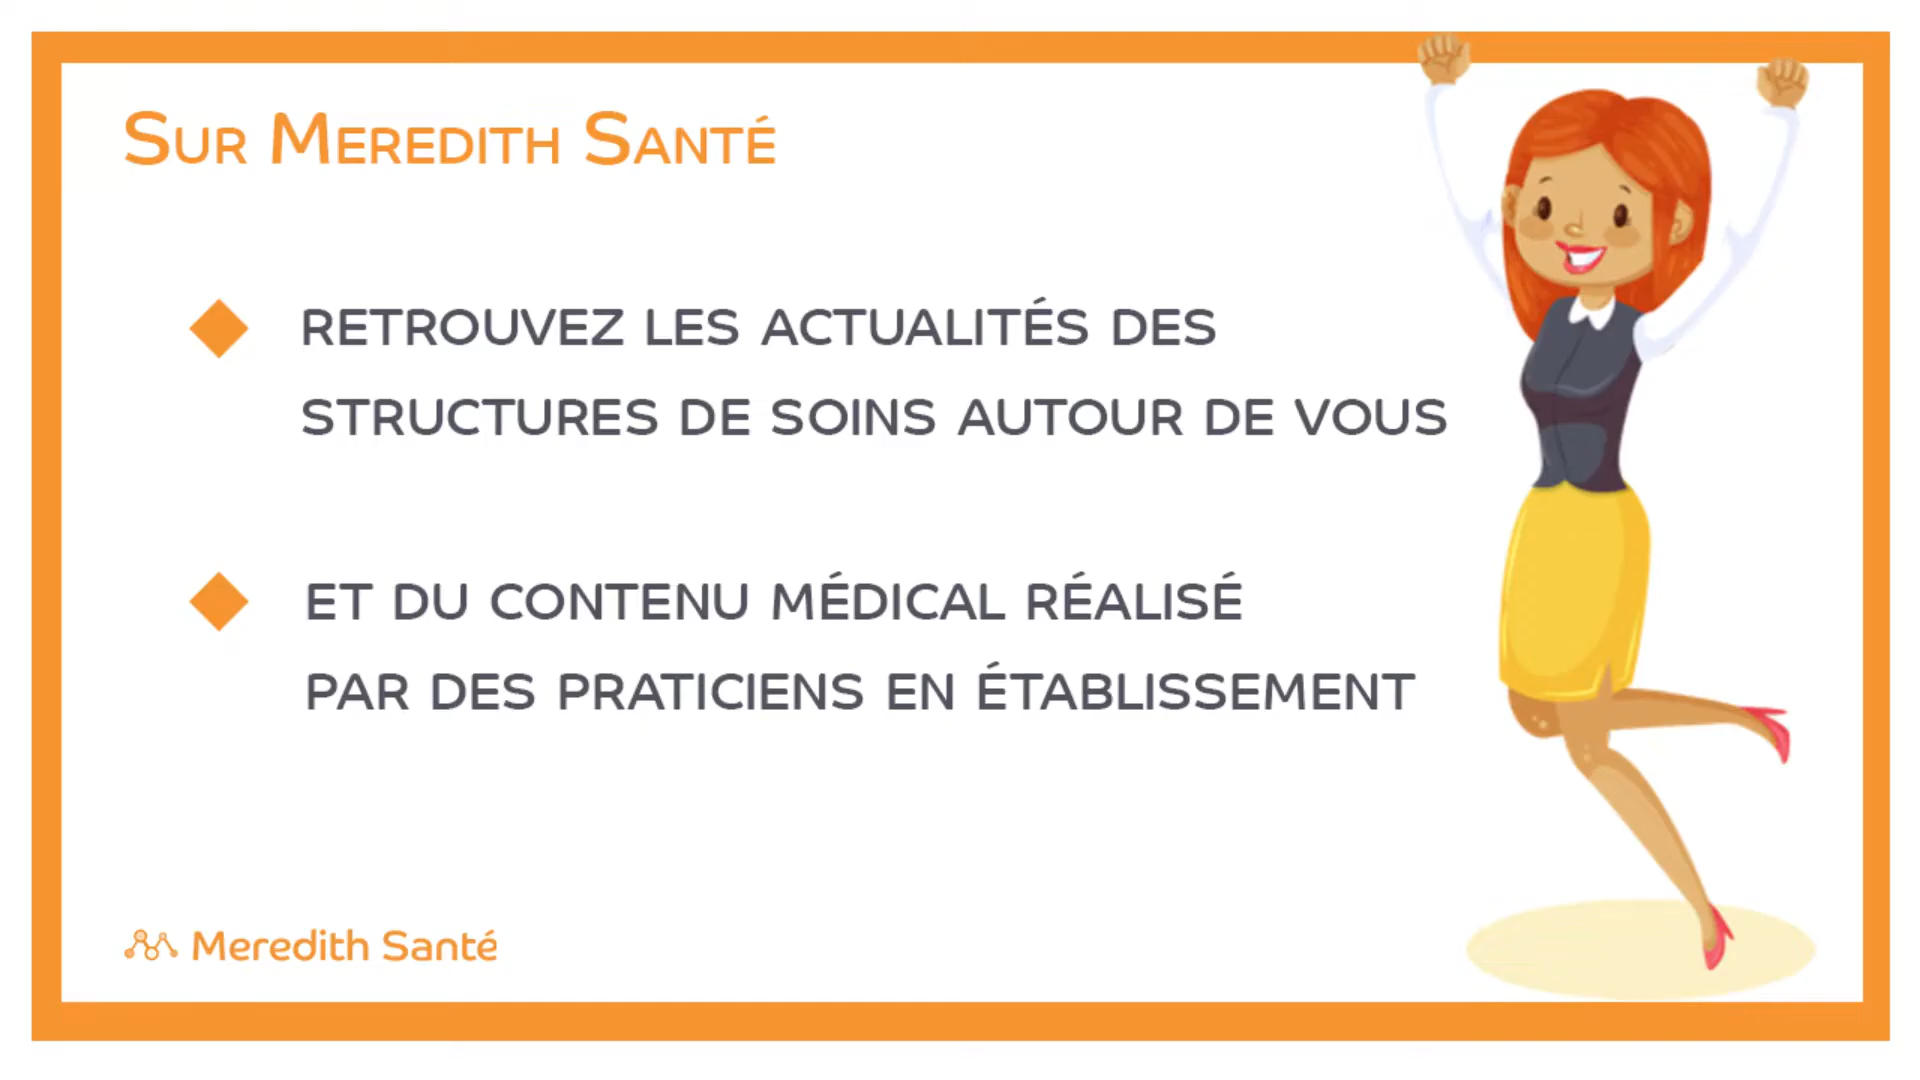 Sur Meredith Santé
RETROUVEZ LES ACTUALITÉS DES
STRUCTURES DE SOINS AUTOUR DE VOUS
ET DU CONTENU MÉDICAL RÉALISÉ
PAR DES PRATICIENS EN ÉTABLISSEMENT
Meredith Santé